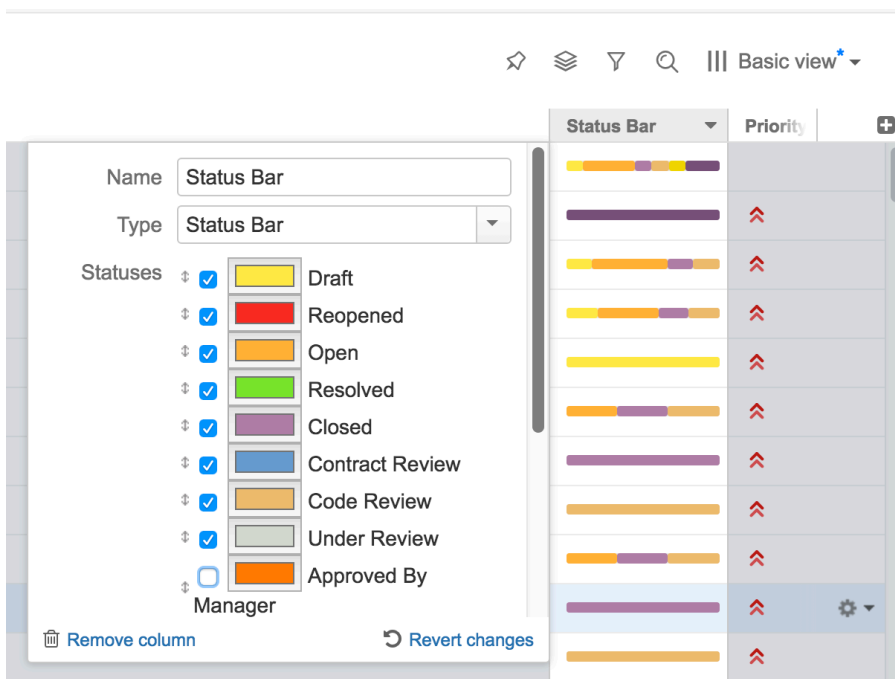 Basic view*
Status Bar
Priority
Name
Status Bar
Type
Status Bar
Statuses
Draft
Reopened
Open
Resolved
Closed
Contract Review
Code Review
Under Review
Approved By
Manager
Remove column
Revert changes